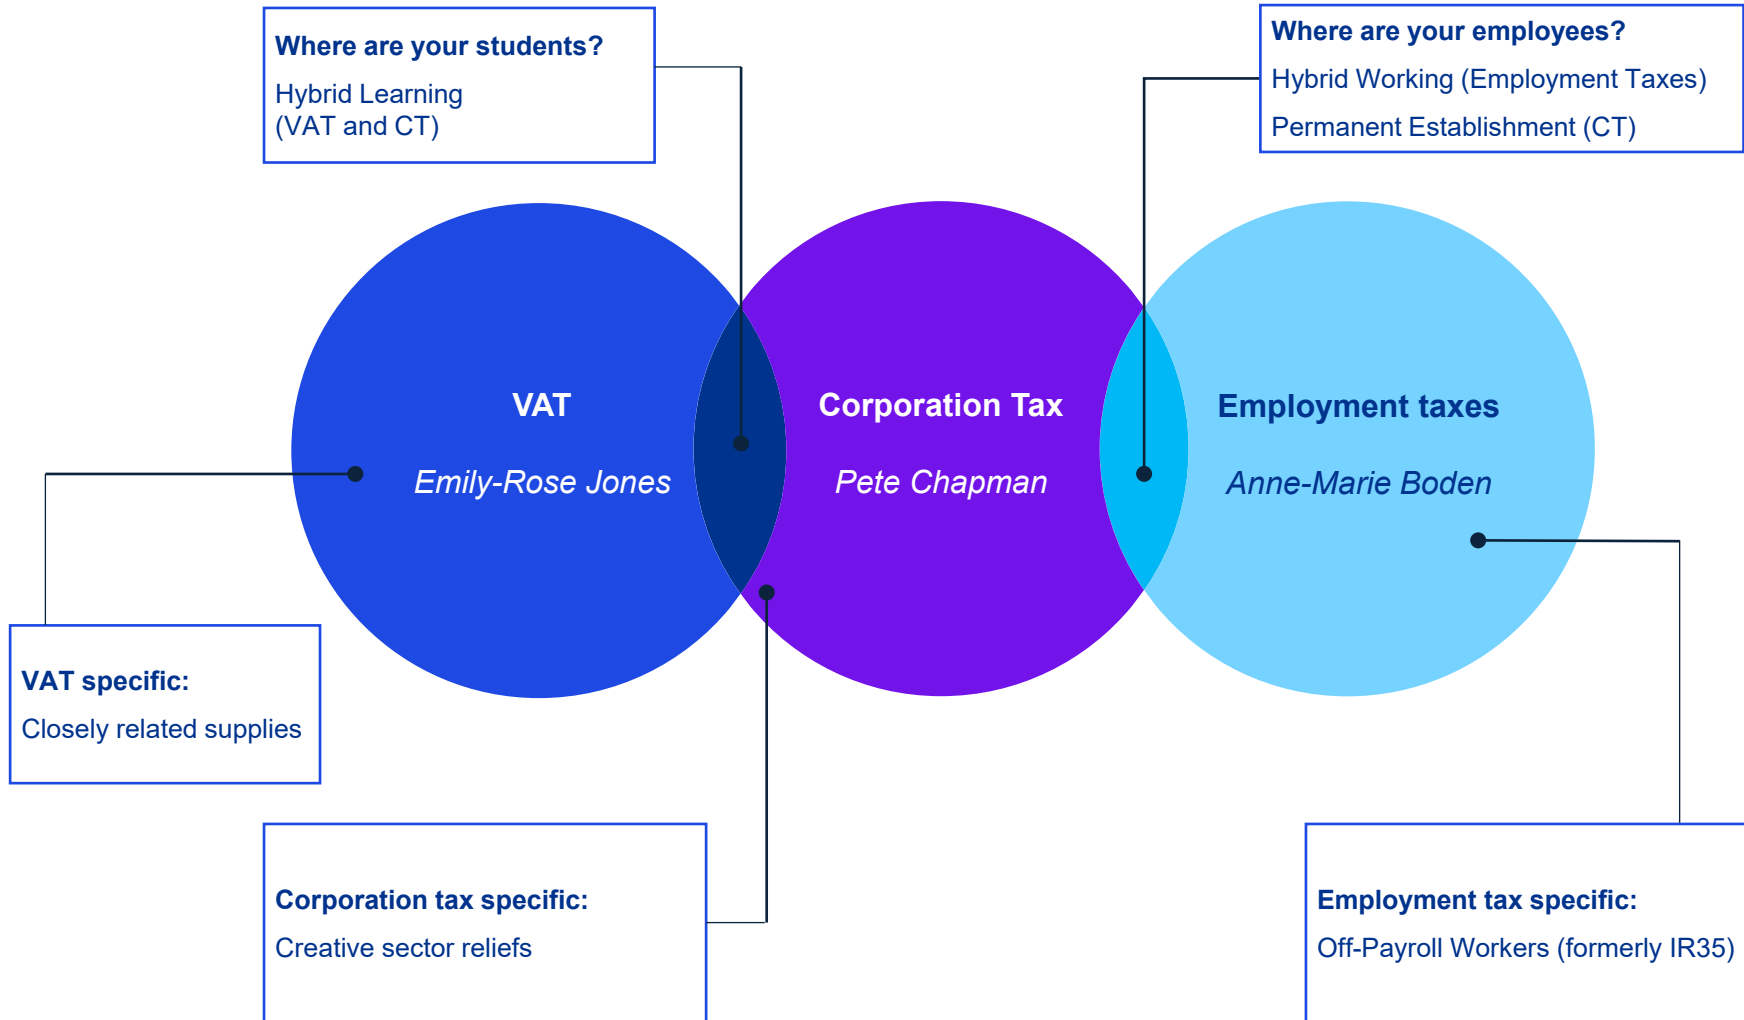 Where are your students?
Hybrid Learning
(VAT and CT)
Where are your employees?
Hybrid Working (Employment Taxes)
Permanent Establishment (CT)
VAT
Emily-Rose Jones
Corporation Tax
Pete Chapman
Employment taxes
Anne-Marie Boden
VAT specific:
Closely related supplies
Corporation tax specific:
Creative sector reliefs
Employment tax specific:
Off-Payroll Workers (formerly IR35)